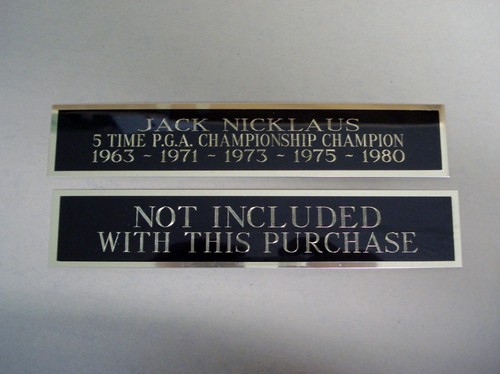 JACK NICKLAUS
5 TIME P.G.A. CHAMPIONSHIP CHAMPION
1963 ~ 1971 ~ 1973 ~ 1975 ~ 1980
NOT INCLUDED
WITH THIS PURCHASE